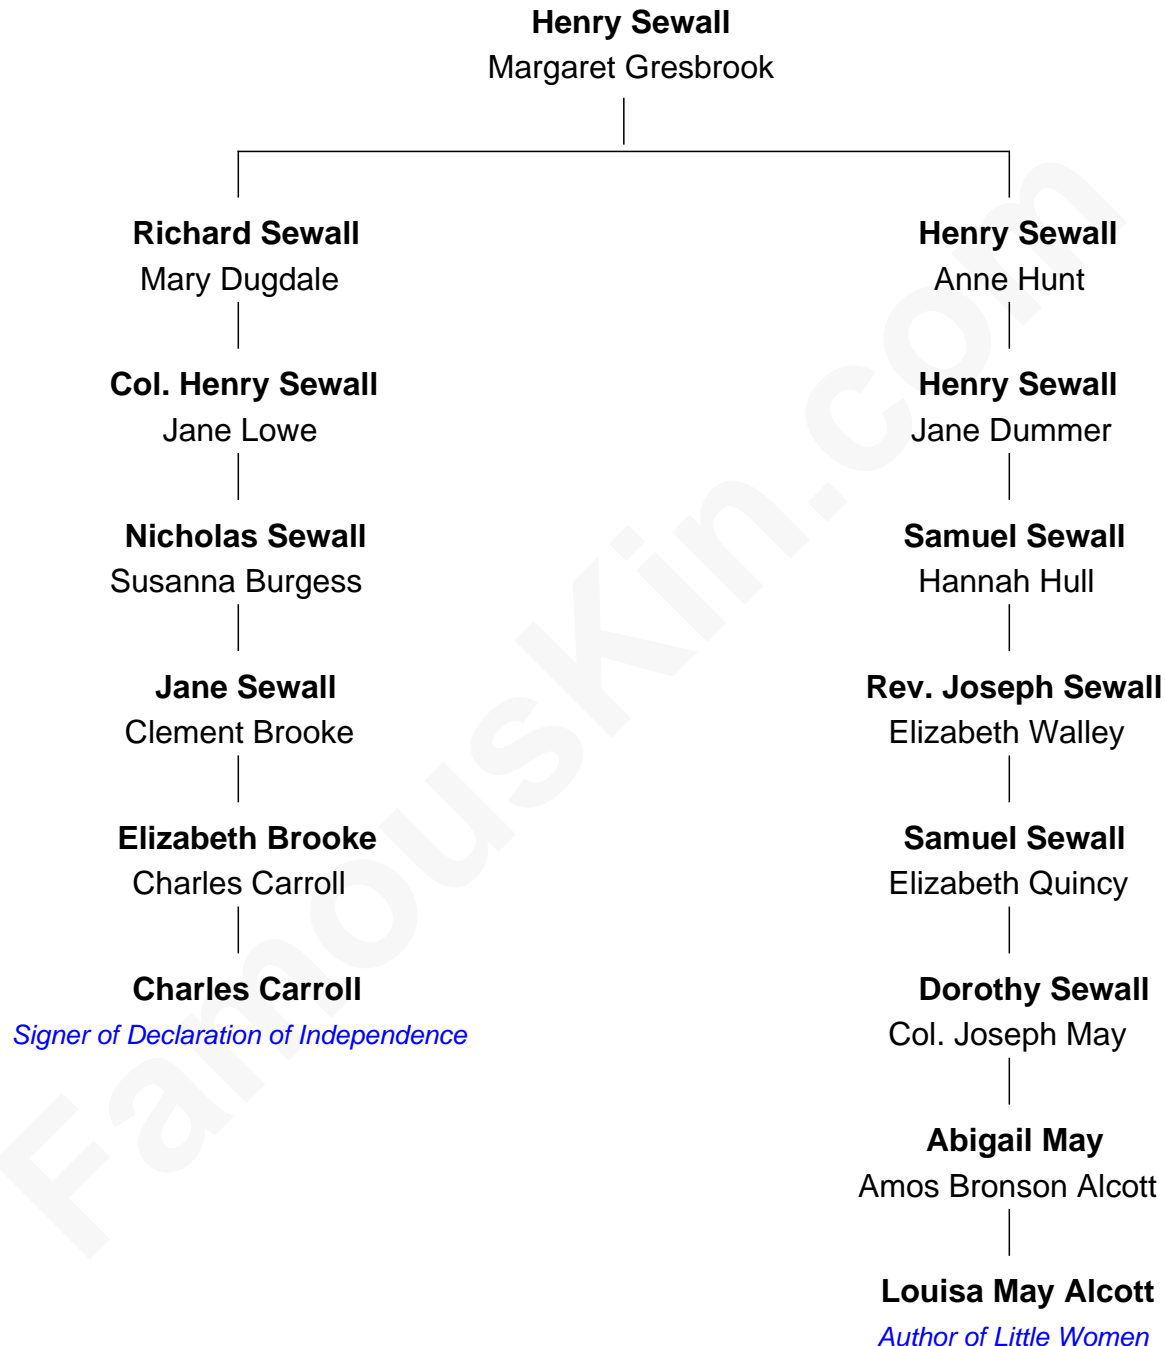 Henry Sewall
Margaret Gresbrook
Richard Sewall
Mary Dugdale
Col. Henry Sewall
Jane Lowe
Nicholas Sewall
Susanna Burgess
Jane Sewall
Clement Brooke
Elizabeth Brooke
Charles Carroll
Charles Carroll
Signer of Declaration of Independence
Henry Sewall
Anne Hunt
Henry Sewall
Jane Dummer
Samuel Sewall
Hannah Hull
Rev. Joseph Sewall
Elizabeth Walley
Samuel Sewall
Elizabeth Quincy
Dorothy Sewall
Col. Joseph May
Abigail May
Amos Bronson Alcott
Louisa May Alcott
Author of Little Women
FamousKin.com